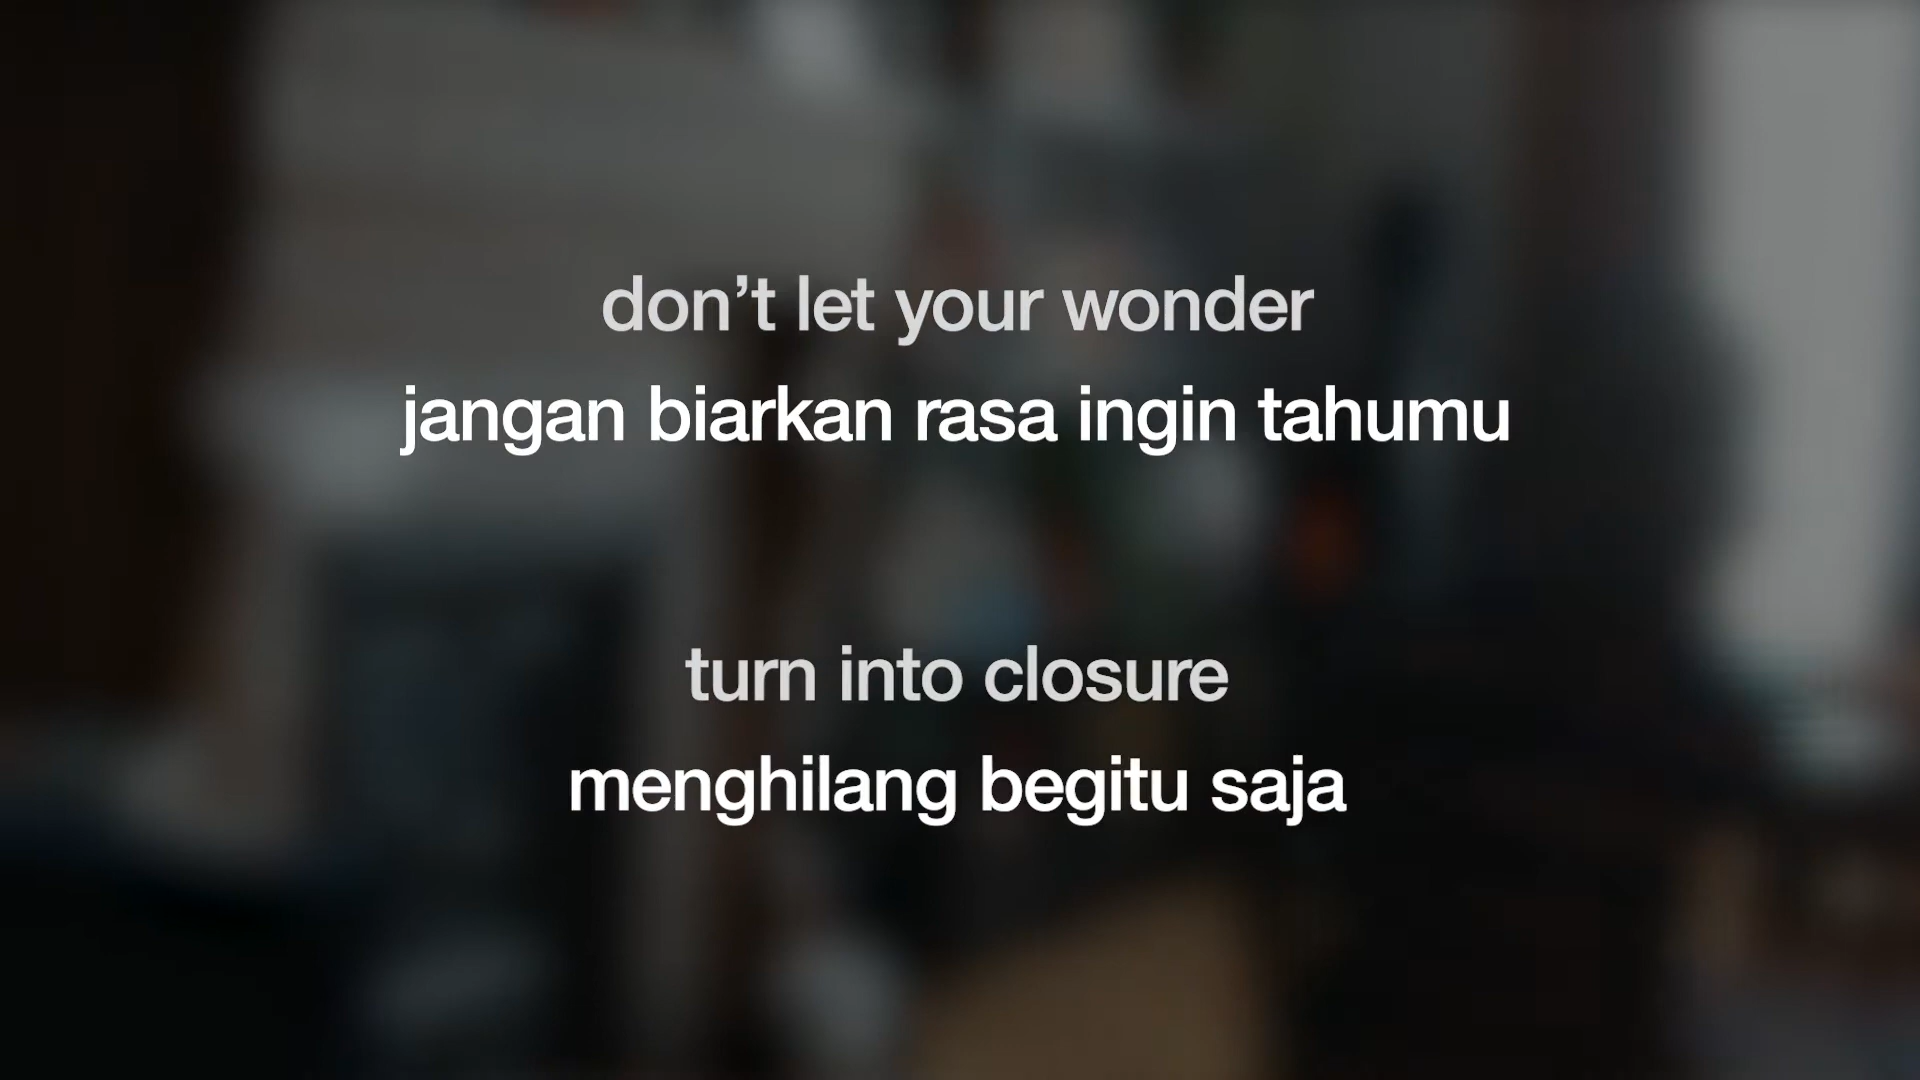 don’t let your wonder
jangan biarkan rasa ingin tahumu
turn into closure
menghilang begitu saja